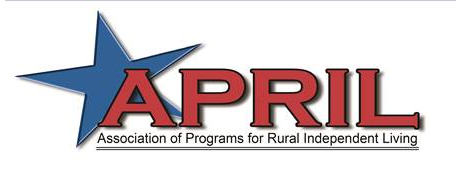 APRIL
Association of Programs for Rural Independent Living